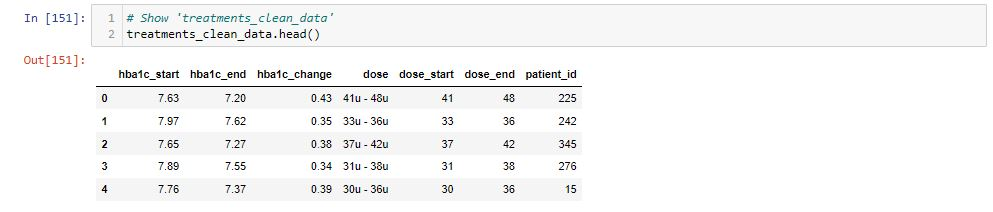 In [151]: 1 # Show 'treatments_clean_data'
2 treatments_clean_data.head()
Out[151]:
hba1c_start hba1c_end hba1c_change dose dose_start dose_end patient_id
0 7.63 7.20 0.43 41u - 48u 41 48 225
1 7.97 7.62 0.35 33u - 36u 33 36 242
2 7.65 7.27 0.38 37u - 42u 37 42 345
3 7.89 7.55 0.34 31u - 38u 31 38 276
4 7.76 7.37 0.39 30u - 36u 30 36 15